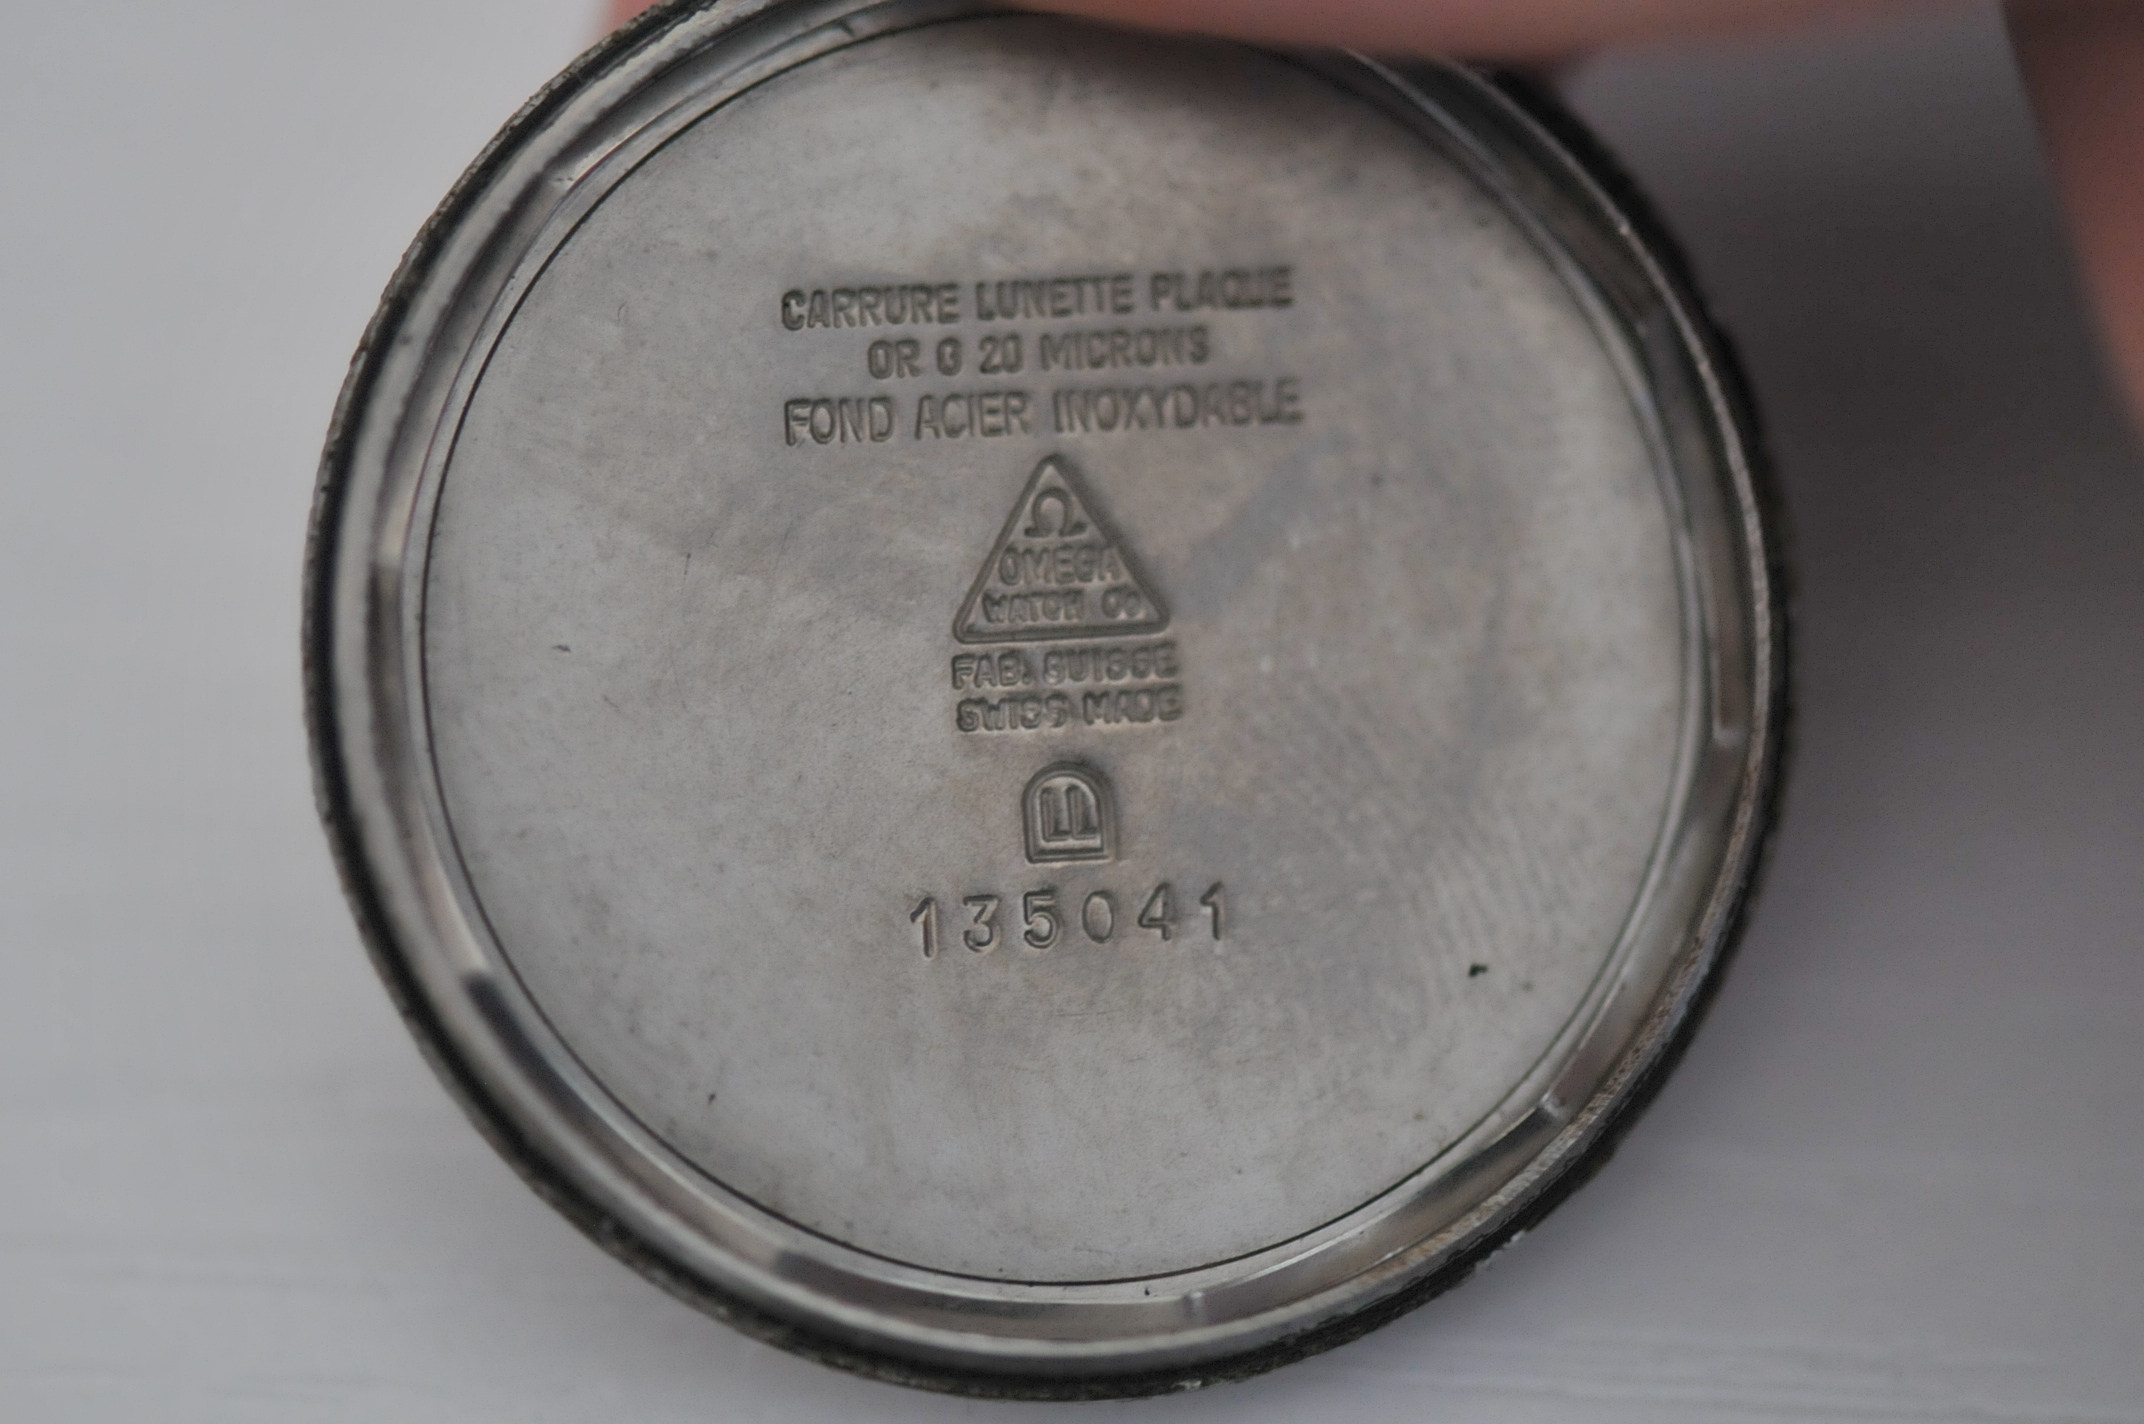 CARRURE LUNETTE PLAQUE
OR G 20 MICRONS
FOND ACIER INOXYDABLE
Ω
OMEGA
WATCH Co
FAB. SUISSE
SWISS MADE
135041